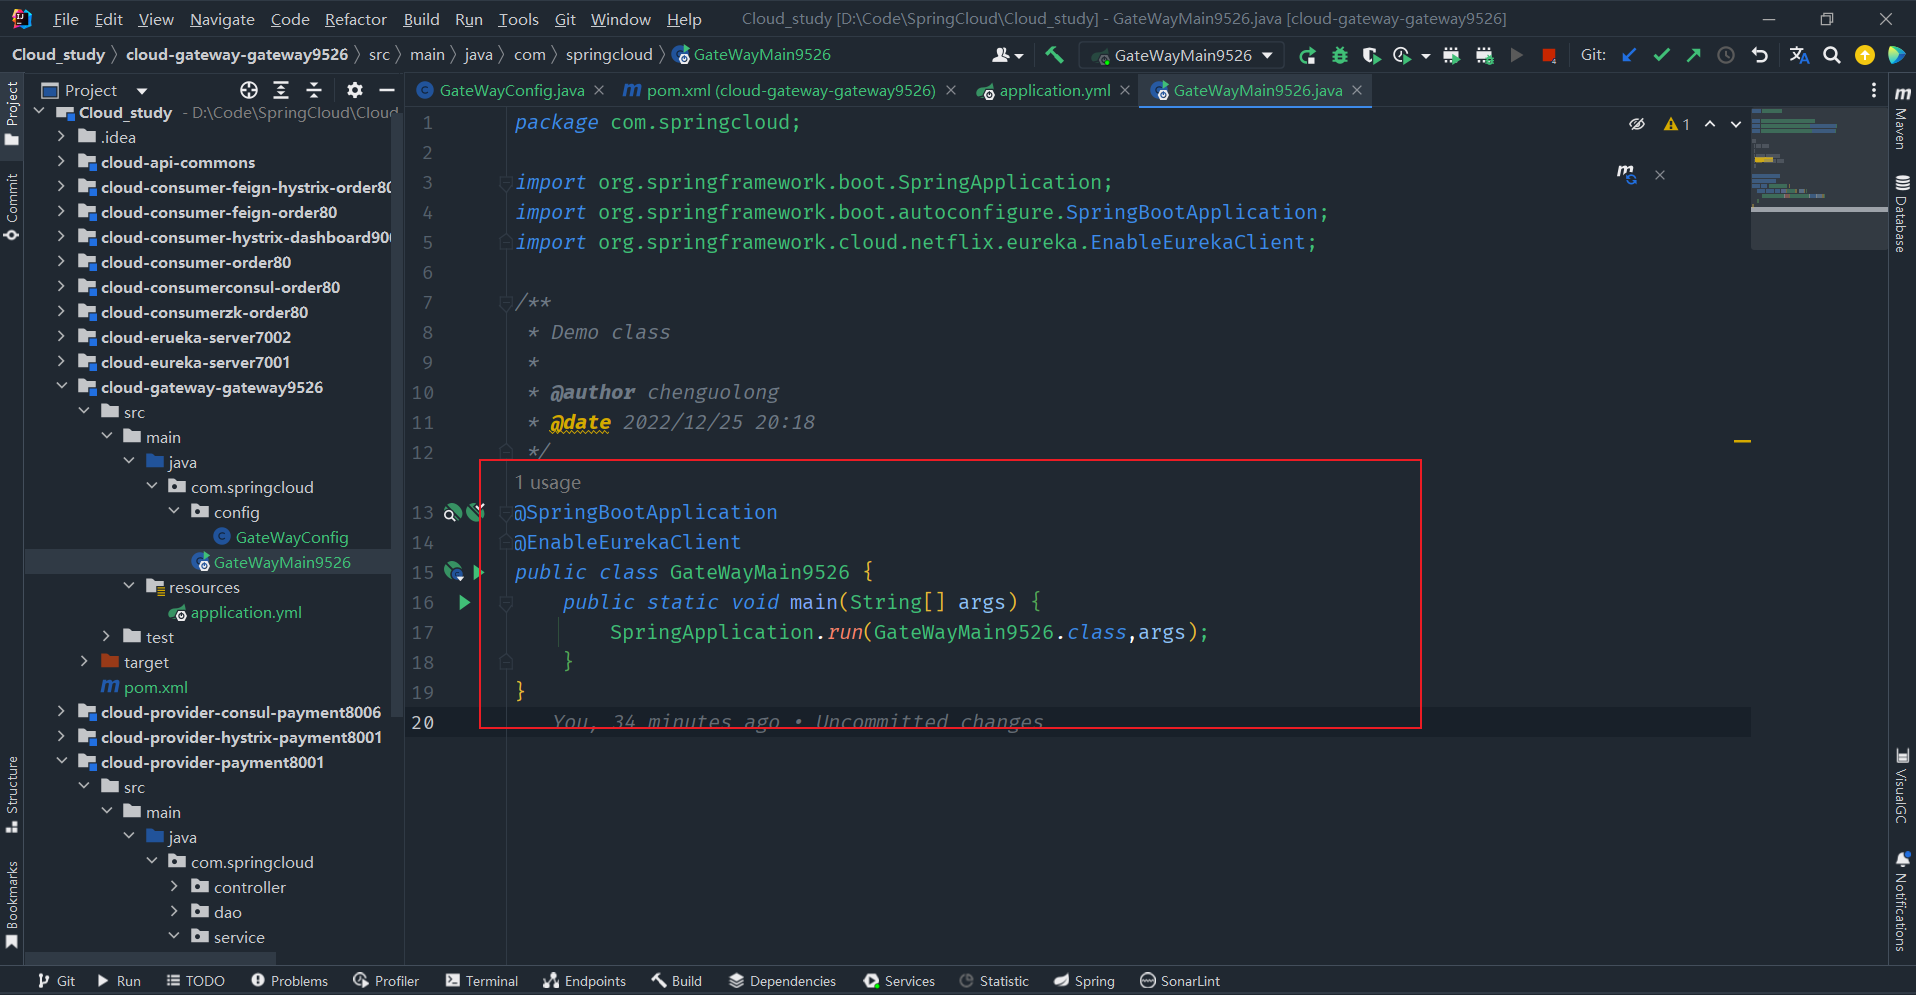 File Edit View Navigate Code Refactor Build Run Tools Git Window Help Cloud_study [D:\Code\SpringCloud\Cloud_study] - GateWayMain9526.java [cloud-gateway-gateway9526]
Cloud_study cloud-gateway-gateway9526 src main java com springcloud GateWayMain9526 GateWayMain9526 Git:
Project
Commit
Structure
Bookmarks
Project
Cloud_study - D:\Code\SpringCloud\Cloud
.idea
cloud-api-commons
cloud-consumer-feign-hystrix-order80
cloud-consumer-feign-order80
cloud-consumer-hystrix-dashboard900
cloud-consumer-order80
cloud-consumerconsul-order80
cloud-consumerzk-order80
cloud-erueka-server7002
cloud-eureka-server7001
cloud-gateway-gateway9526
src
main
java
com.springcloud
config
GateWayConfig
GateWayMain9526
resources
application.yml
test
target
pom.xml
cloud-provider-consul-payment8006
cloud-provider-hystrix-payment8001
cloud-provider-payment8001
src
main
java
com.springcloud
controller
dao
service
GateWayConfig.java pom.xml (cloud-gateway-gateway9526) application.yml GateWayMain9526.java
1 package com.springcloud;
2
3 import org.springframework.boot.SpringApplication;
4 import org.springframework.boot.autoconfigure.SpringBootApplication;
5 import org.springframework.cloud.netflix.eureka.EnableEurekaClient;
6
7 /**
8 * Demo class
9 *
10 * @author chenguolong
11 * @date 2022/12/25 20:18
12 */
1 usage
13 @SpringBootApplication
14 @EnableEurekaClient
15 public class GateWayMain9526 {
16 public static void main(String[] args) {
17 SpringApplication.run(GateWayMain9526.class,args);
18 }
19 }
20 You, 34 minutes ago • Uncommitted changes
1
Maven
Database
VisualGC
Notifications
Git Run TODO Problems Profiler Terminal Endpoints Build Dependencies Services Statistic Spring SonarLint